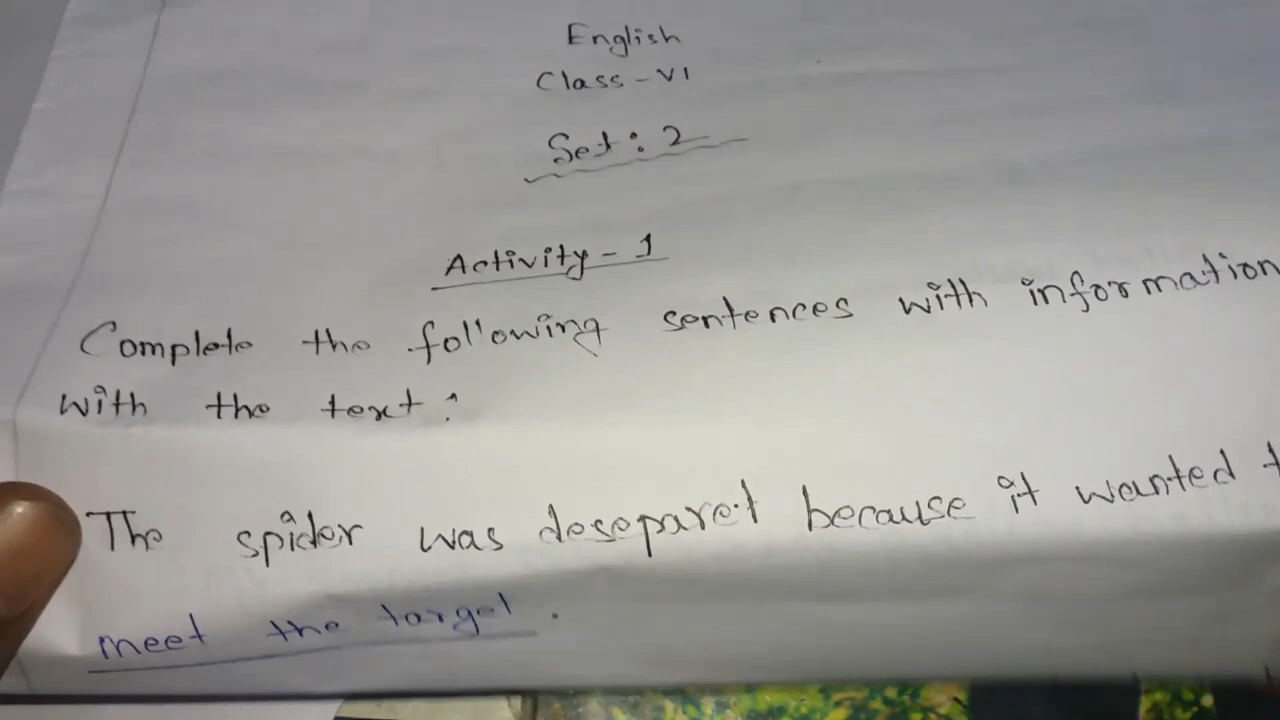 English
Class-VI
Set: 2
Activity-1
Complete the following sentences with information
with the text:
The spider was deseparet because it wanted t
meet the target.